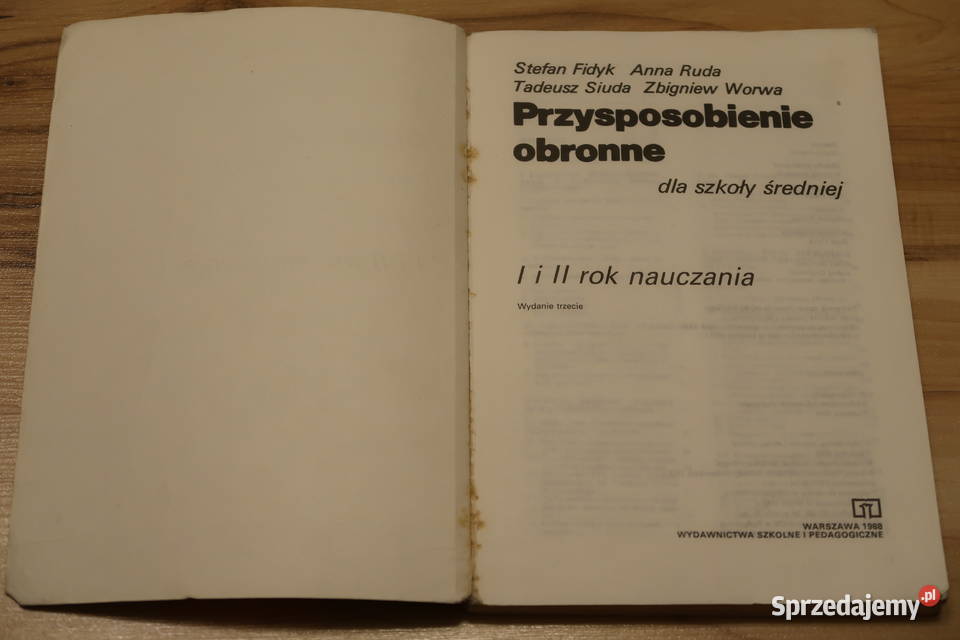 Stefan Fidyk Anna Ruda
Tadeusz Siuda Zbigniew Worwa
Przysposobienie
obronne
dla szkoły średniej
I i II rok nauczania
Wydanie trzecie
WARSZAWA 1988
WYDAWNICTWA SZKOLNE I PEDAGOGICZNE
Sprzedajemy.pl